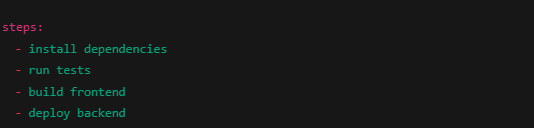 steps:
  - install dependencies
  - run tests
  - build frontend
  - deploy backend